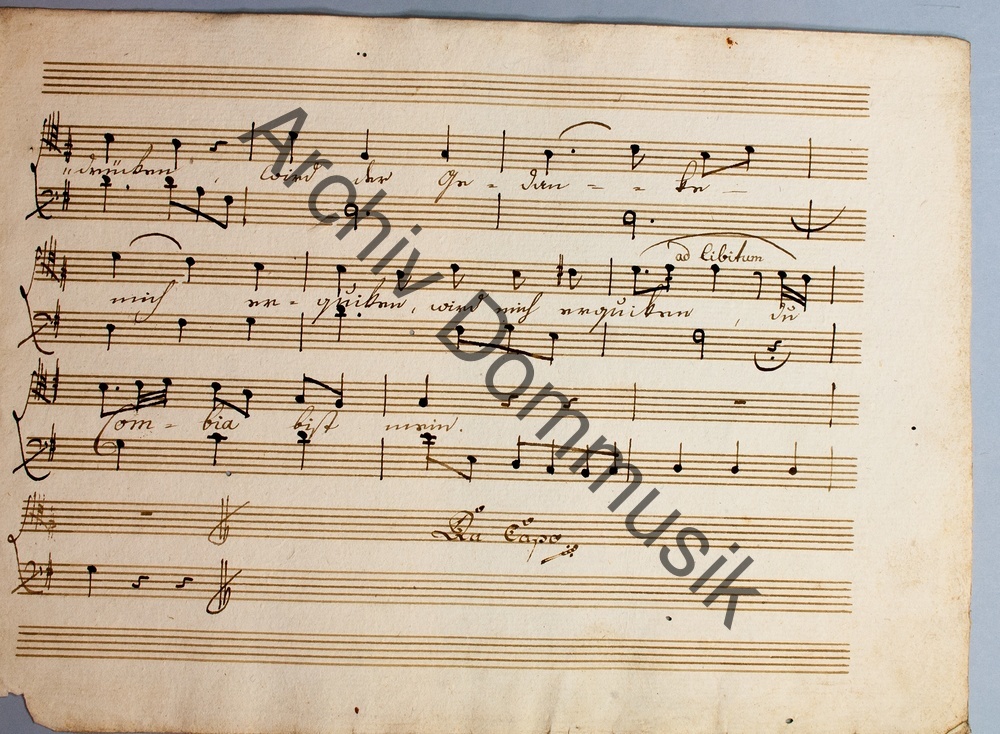 "drücken, wird der Ge - dan - - ke -
ad libitum
mich er - quiken, wird mich erquiken, du
Com - bia bist mein.
Da Capo
Archiv Dommusik